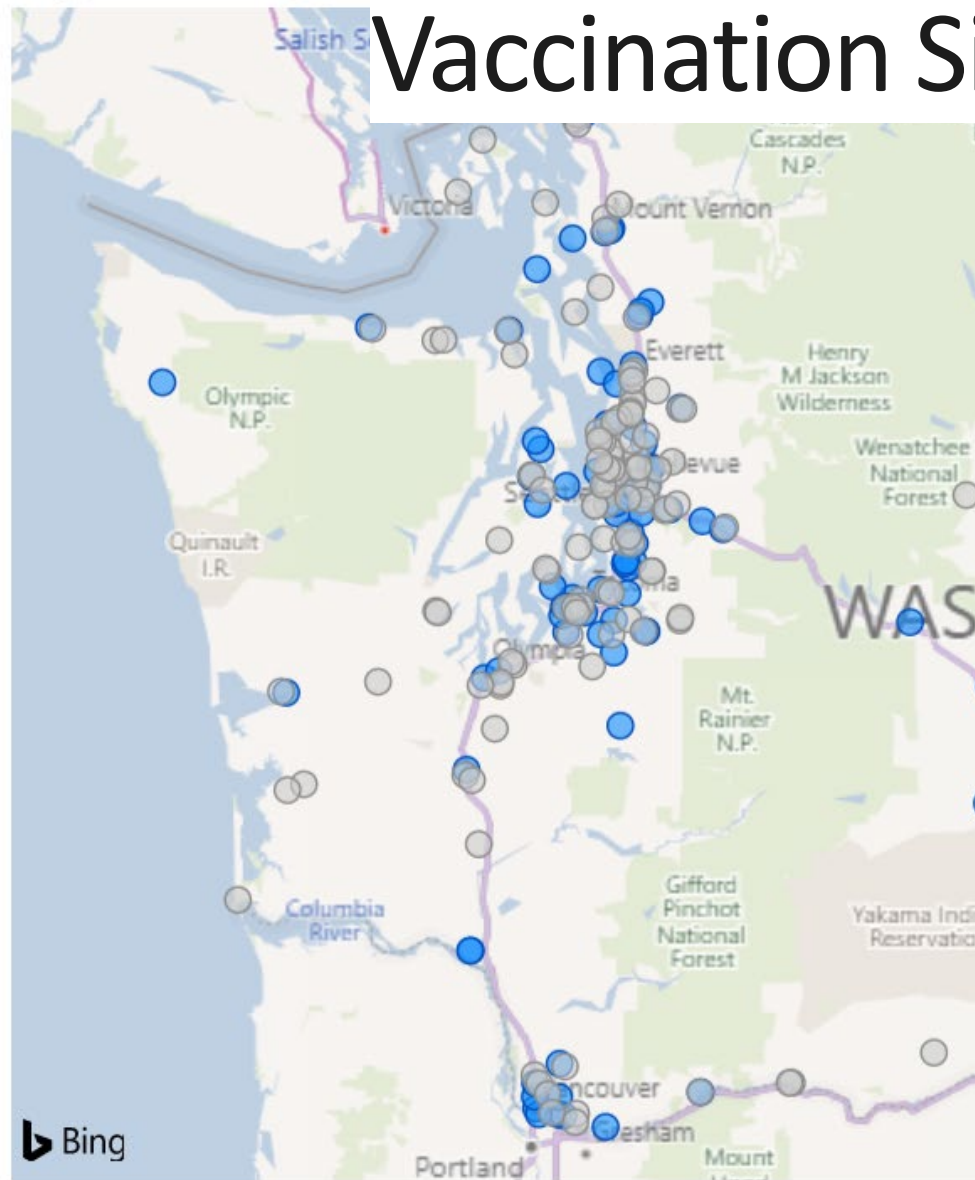 Vaccination Si
Salish S
Cascades
N.P.
Victoria
Mount Vernon
Everett
Henry
M Jackson
Wilderness
Olympic
N.P.
Wenatchee
National
Forest
evue
Quinault
I.R.
WAS
Olympia
Mt.
Rainier
N.P.
Gifford
Pinchot
National
Forest
Columbia
River
Yakama Indi
Reservatio
ncouver
Gresham
Portland
Mount
Bing